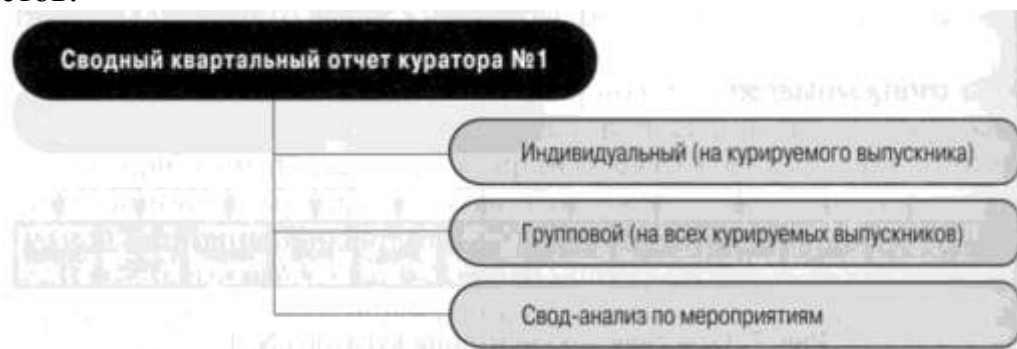 Сводный квартальный отчет куратора №1
Индивидуальный (на курируемого выпускника)
Групповой (на всех курируемых выпускников)
Свод-анализ по мероприятиям